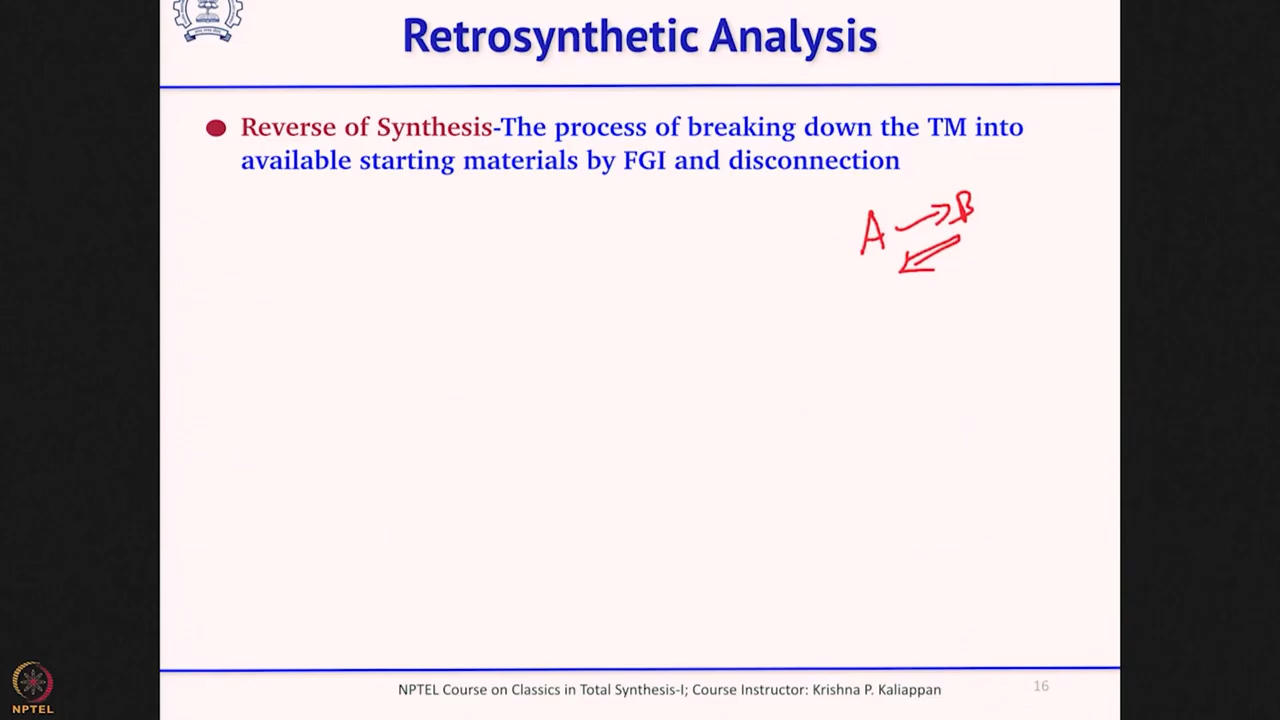 Retrosynthetic Analysis
Reverse of Synthesis-The process of breaking down the TM into
available starting materials by FGI and disconnection
A B
NPTEL Course on Classics in Total Synthesis-I; Course Instructor: Krishna P. Kaliappan
16
NPTEL